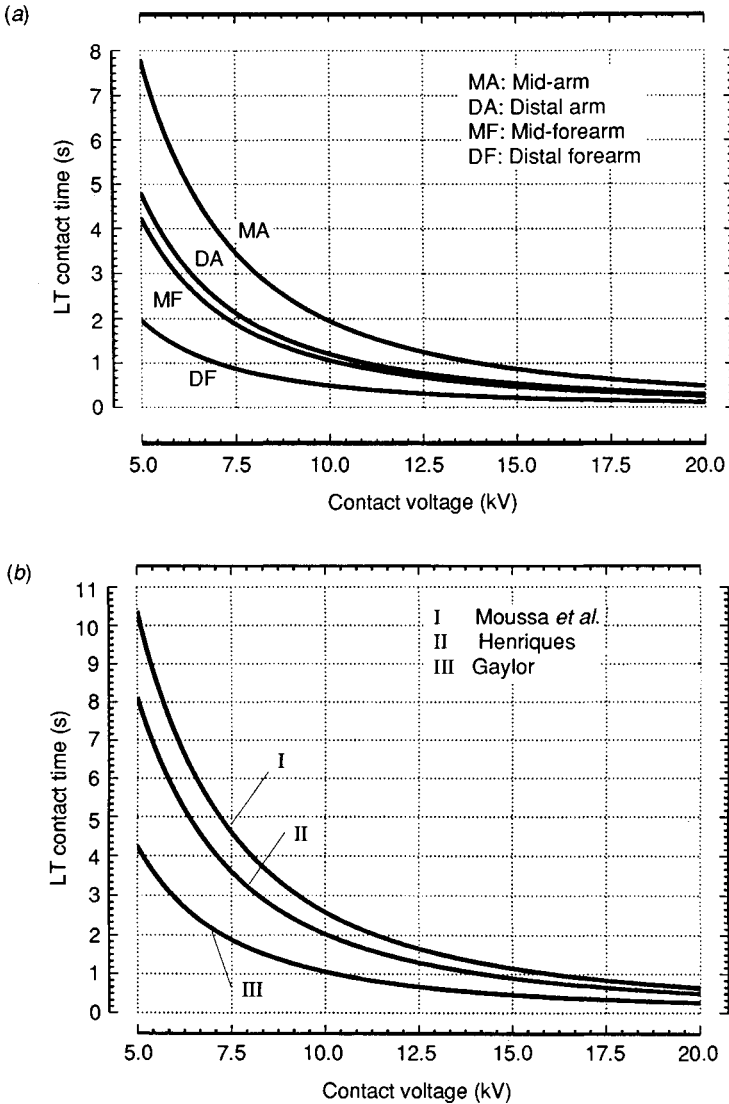 (a)
8
7
6
5
4
3
2
1
0
LT contact time (s)
MA: Mid-arm
DA: Distal arm
MF: Mid-forearm
DF: Distal forearm
MA
DA
MF
DF
5.0 7.5 10.0 12.5 15.0 17.5 20.0
Contact voltage (kV)
(b)
11
10
9
8
7
6
5
4
3
2
1
0
LT contact time (s)
I Moussa et al.
II Henriques
III Gaylor
I
II
III
5.0 7.5 10.0 12.5 15.0 17.5 20.0
Contact voltage (kV)